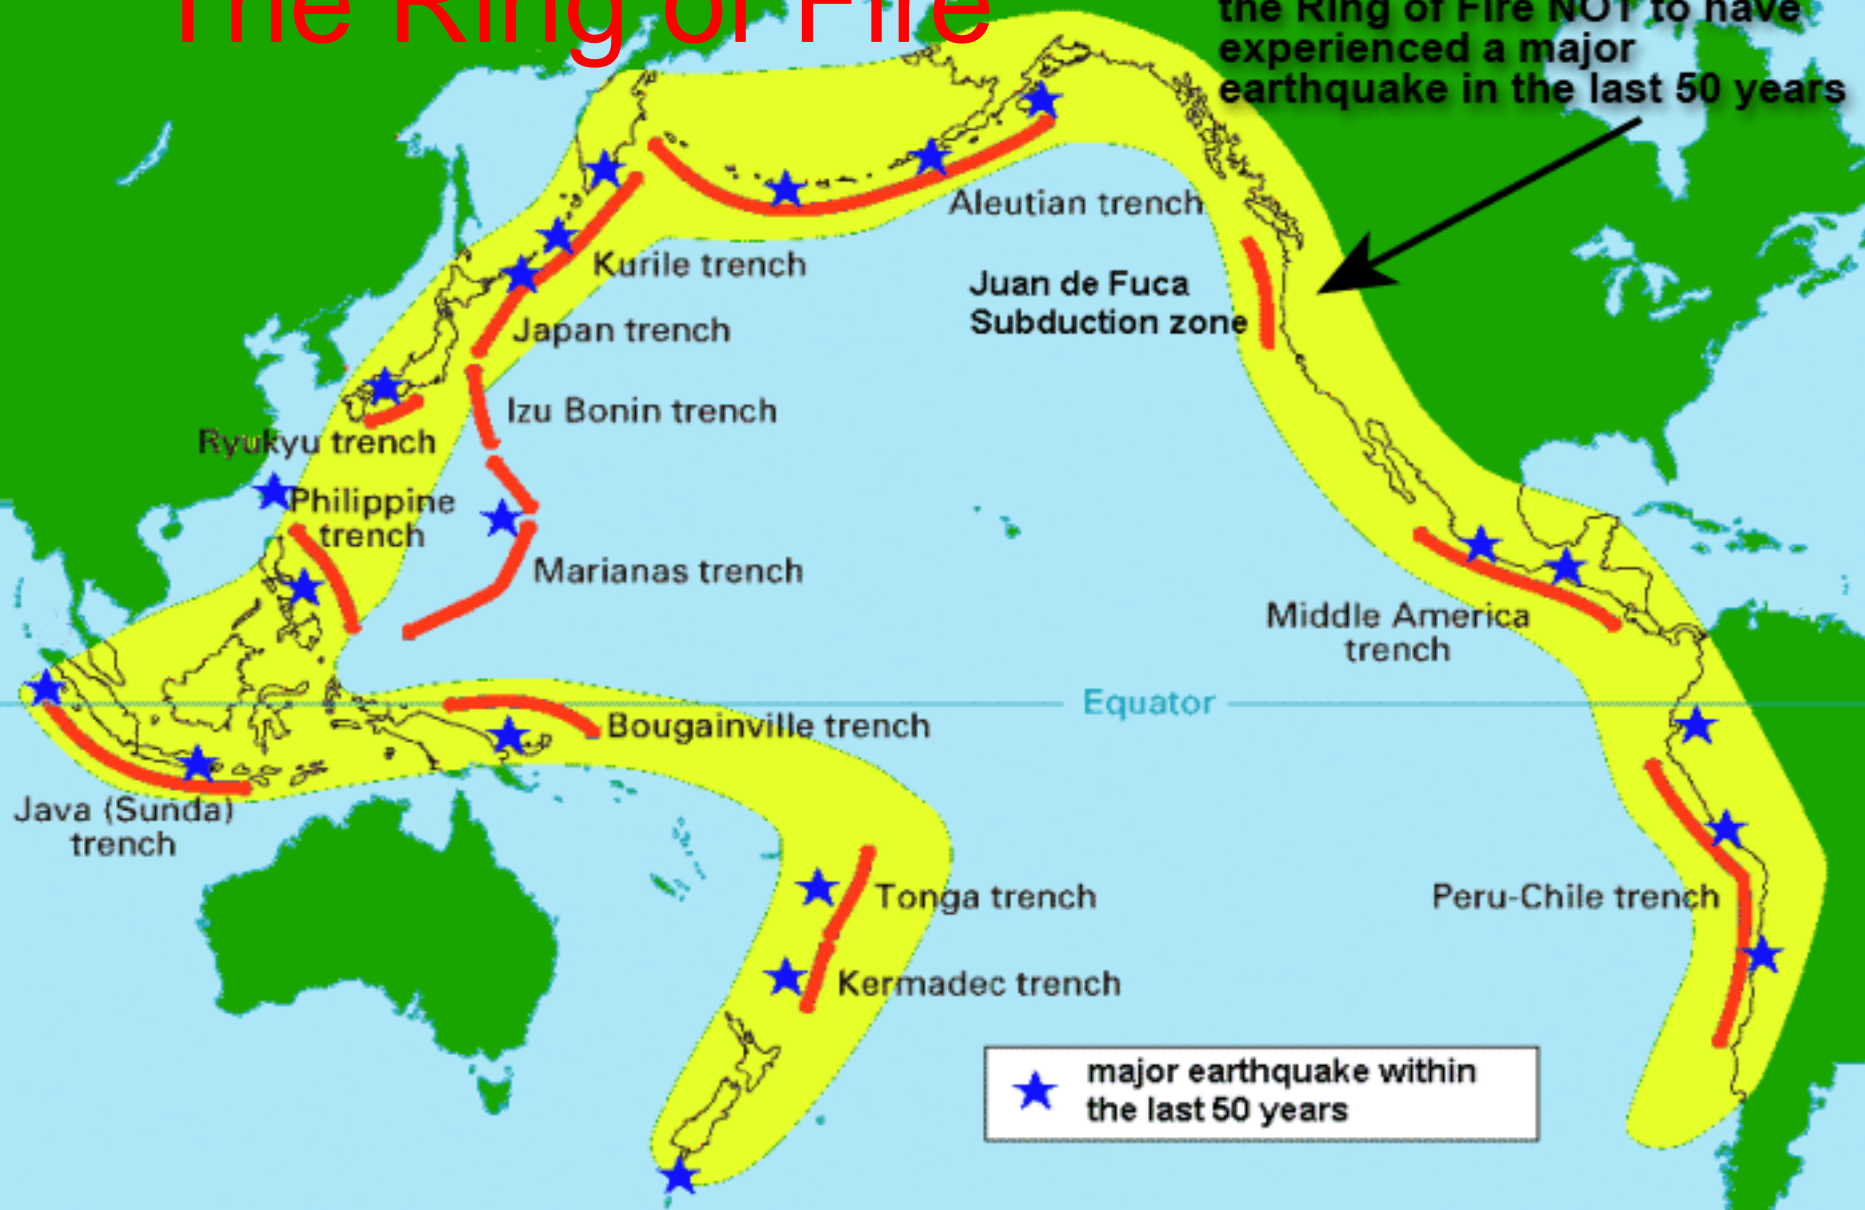 The Ring of Fire
the Ring of Fire NOT to have
experienced a major
earthquake in the last 50 years
Aleutian trench
Kurile trench
Juan de Fuca
Subduction zone
Japan trench
Izu Bonin trench
Ryukyu trench
Philippine
trench
Marianas trench
Middle America
trench
Equator
Bougainville trench
Java (Sunda)
trench
Tonga trench
Peru-Chile trench
Kermadec trench
major earthquake within
the last 50 years